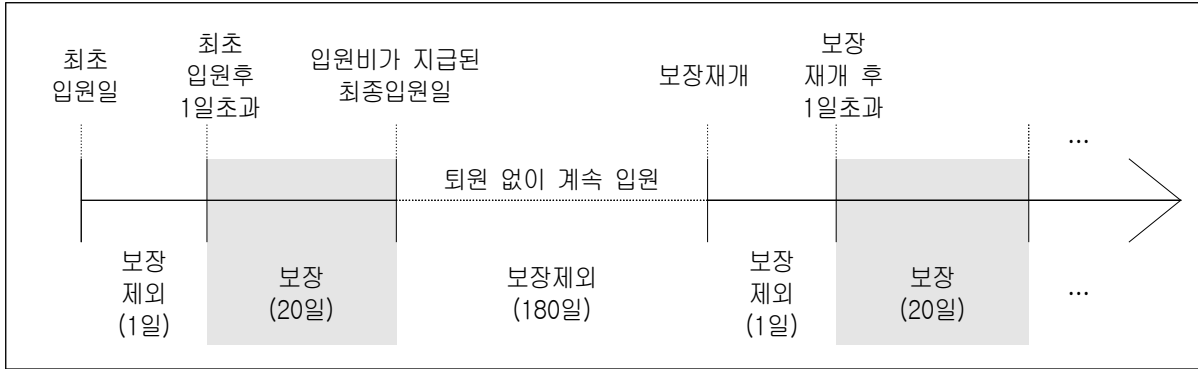 최초
입원일
최초
입원후
1일초과
입원비가 지급된
최종입원일
보장재개
보장
재개 후
1일초과
...
퇴원 없이 계속 입원
보장
제외
(1일)
보장
(20일)
보장제외
(180일)
보장
제외
(1일)
보장
(20일)
...